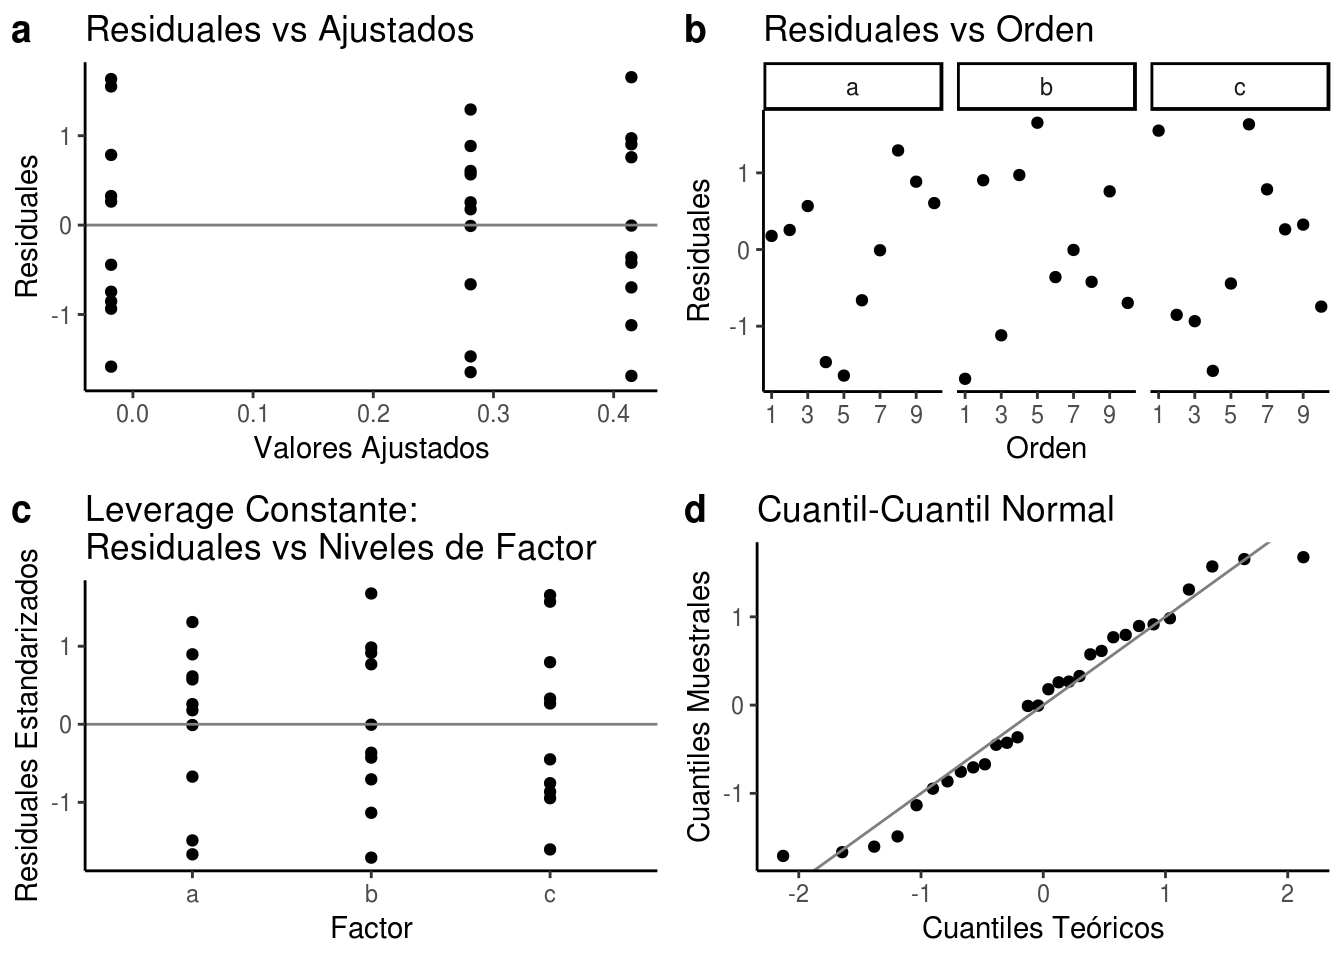 a Residuales vs Ajustados
Residuales
1
0
-1
0.0 0.1 0.2 0.3 0.4
Valores Ajustados
b Residuales vs Orden
a b c
Residuales
1
0
-1
1 3 5 7 9 1 3 5 7 9 1 3 5 7 9
Orden
c Leverage Constante:
Residuales vs Niveles de Factor
Residuales Estandarizados
1
0
-1
a b c
Factor
d Cuantil-Cuantil Normal
Cuantiles Muestrales
1
0
-1
-2 -1 0 1 2
Cuantiles Teóricos